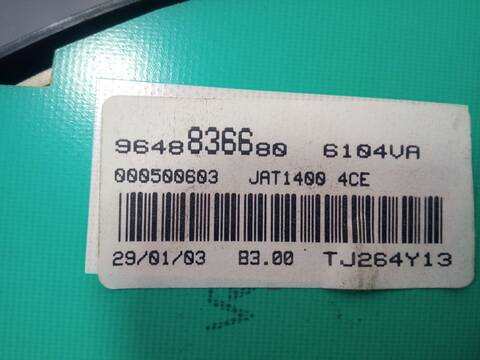 9648836680 6104VA
000500603 JAT1400 4CE
29/01/03 B3.00 TJ264Y13